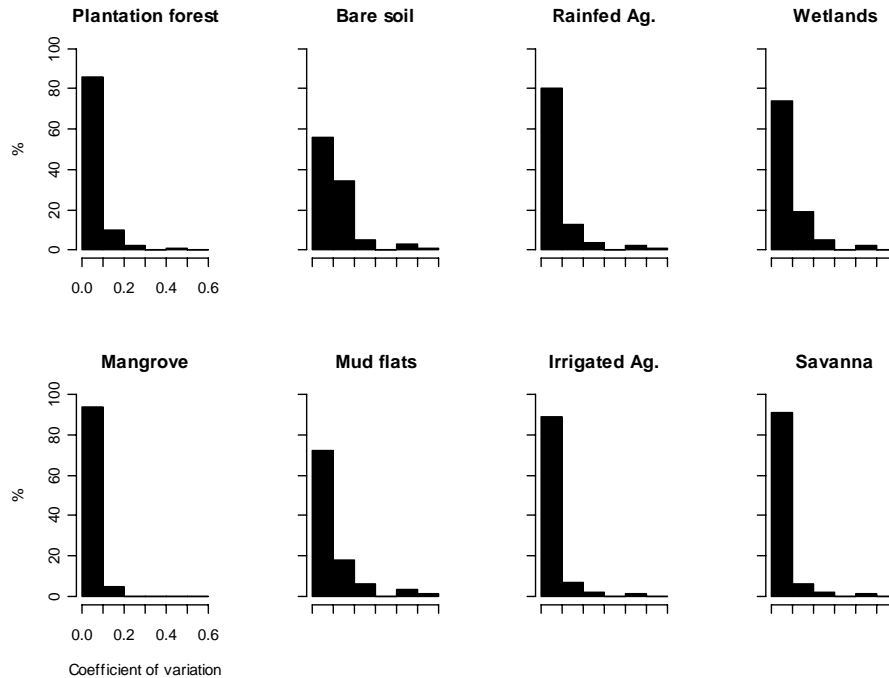 Plantation forest
Bare soil
Rainfed Ag.
Wetlands
100
80
60
40
20
0
%
0.0 0.2 0.4 0.6
Mangrove
Mud flats
Irrigated Ag.
Savanna
100
80
60
40
20
0
%
0.0 0.2 0.4 0.6
Coefficient of variation